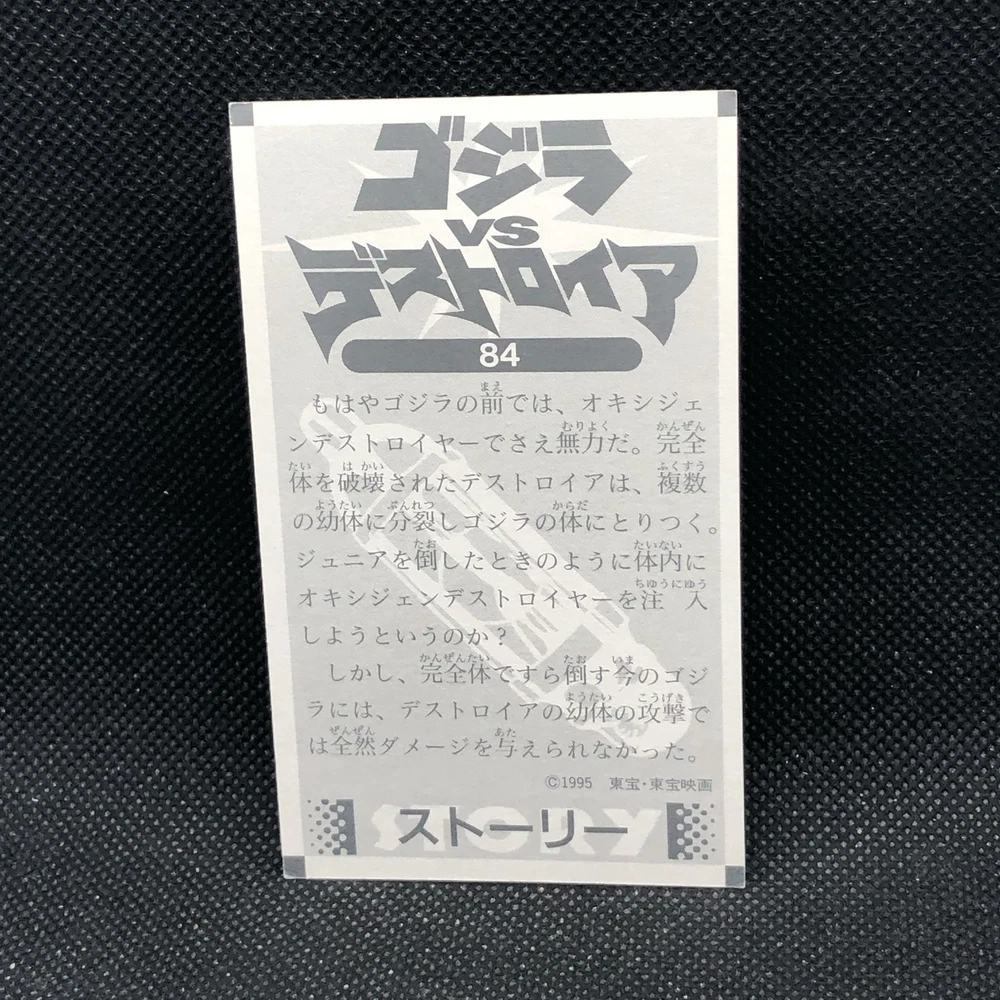 ゴジラ
VS
デストロイア
84
もはやゴジラの前では、オキシジェ
ンデストロイヤーでさえ無力だ。完全
体を破壊されたデストロイアは、複数
の幼体に分裂しゴジラの体にとりつく。
ジュニアを倒したときのように体内に
オキシジェンデストロイヤーを注入
しようというのか？
しかし、完全体ですら倒す今のゴジ
ラには、デストロイアの幼体の攻撃で
は全然ダメージを与えられなかった。
©1995 東宝・東宝映画
STORY
ストーリー